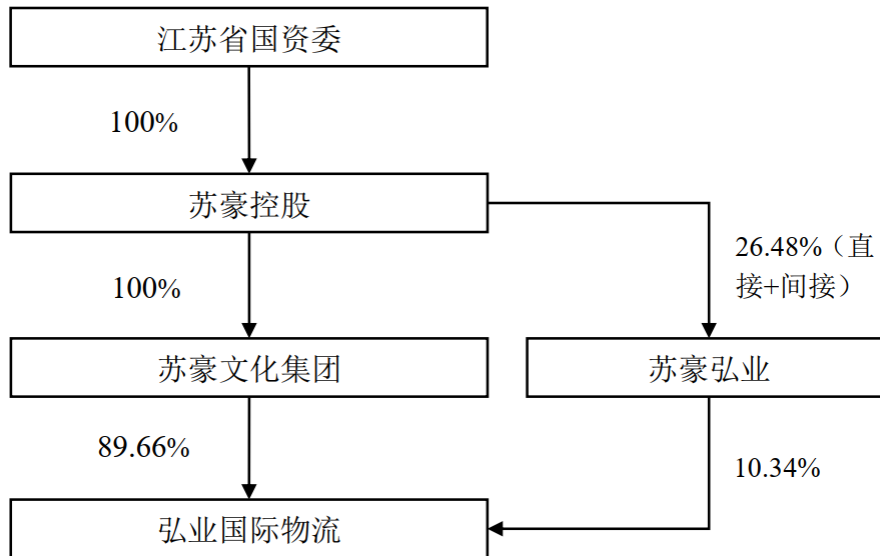 江苏省国资委
100%
苏豪控股
26.48%（直
接+间接）
100%
苏豪文化集团
苏豪弘业
89.66%
10.34%
弘业国际物流